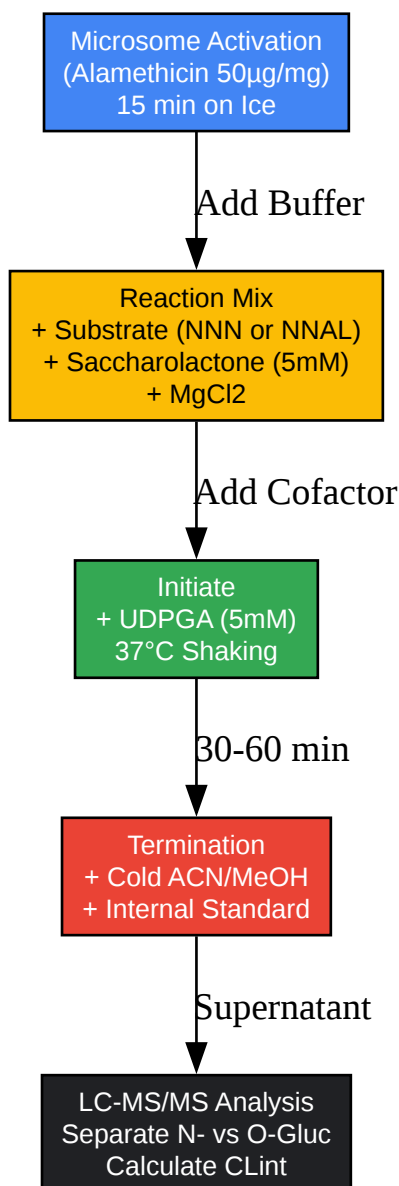 Microsome Activation
(Alamethicin 50µg/mg)
15 min on Ice
Add Buffer
Reaction Mix
+ Substrate (NNN or NNAL)
+ Saccharolactone (5mM)
+ MgCl2
Add Cofactor
Initiate
+ UDPGA (5mM)
37°C Shaking
30-60 min
Termination
+ Cold ACN/MeOH
+ Internal Standard
Supernatant
LC-MS/MS Analysis
Separate N- vs O-Gluc
Calculate CLint